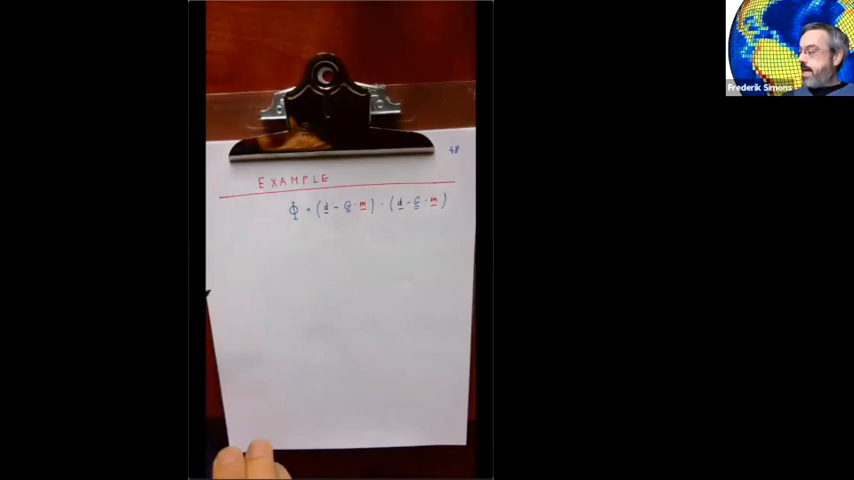 Frederik Simons
48
EXAMPLE
Φ = (d - G · m) · (d - G · m)